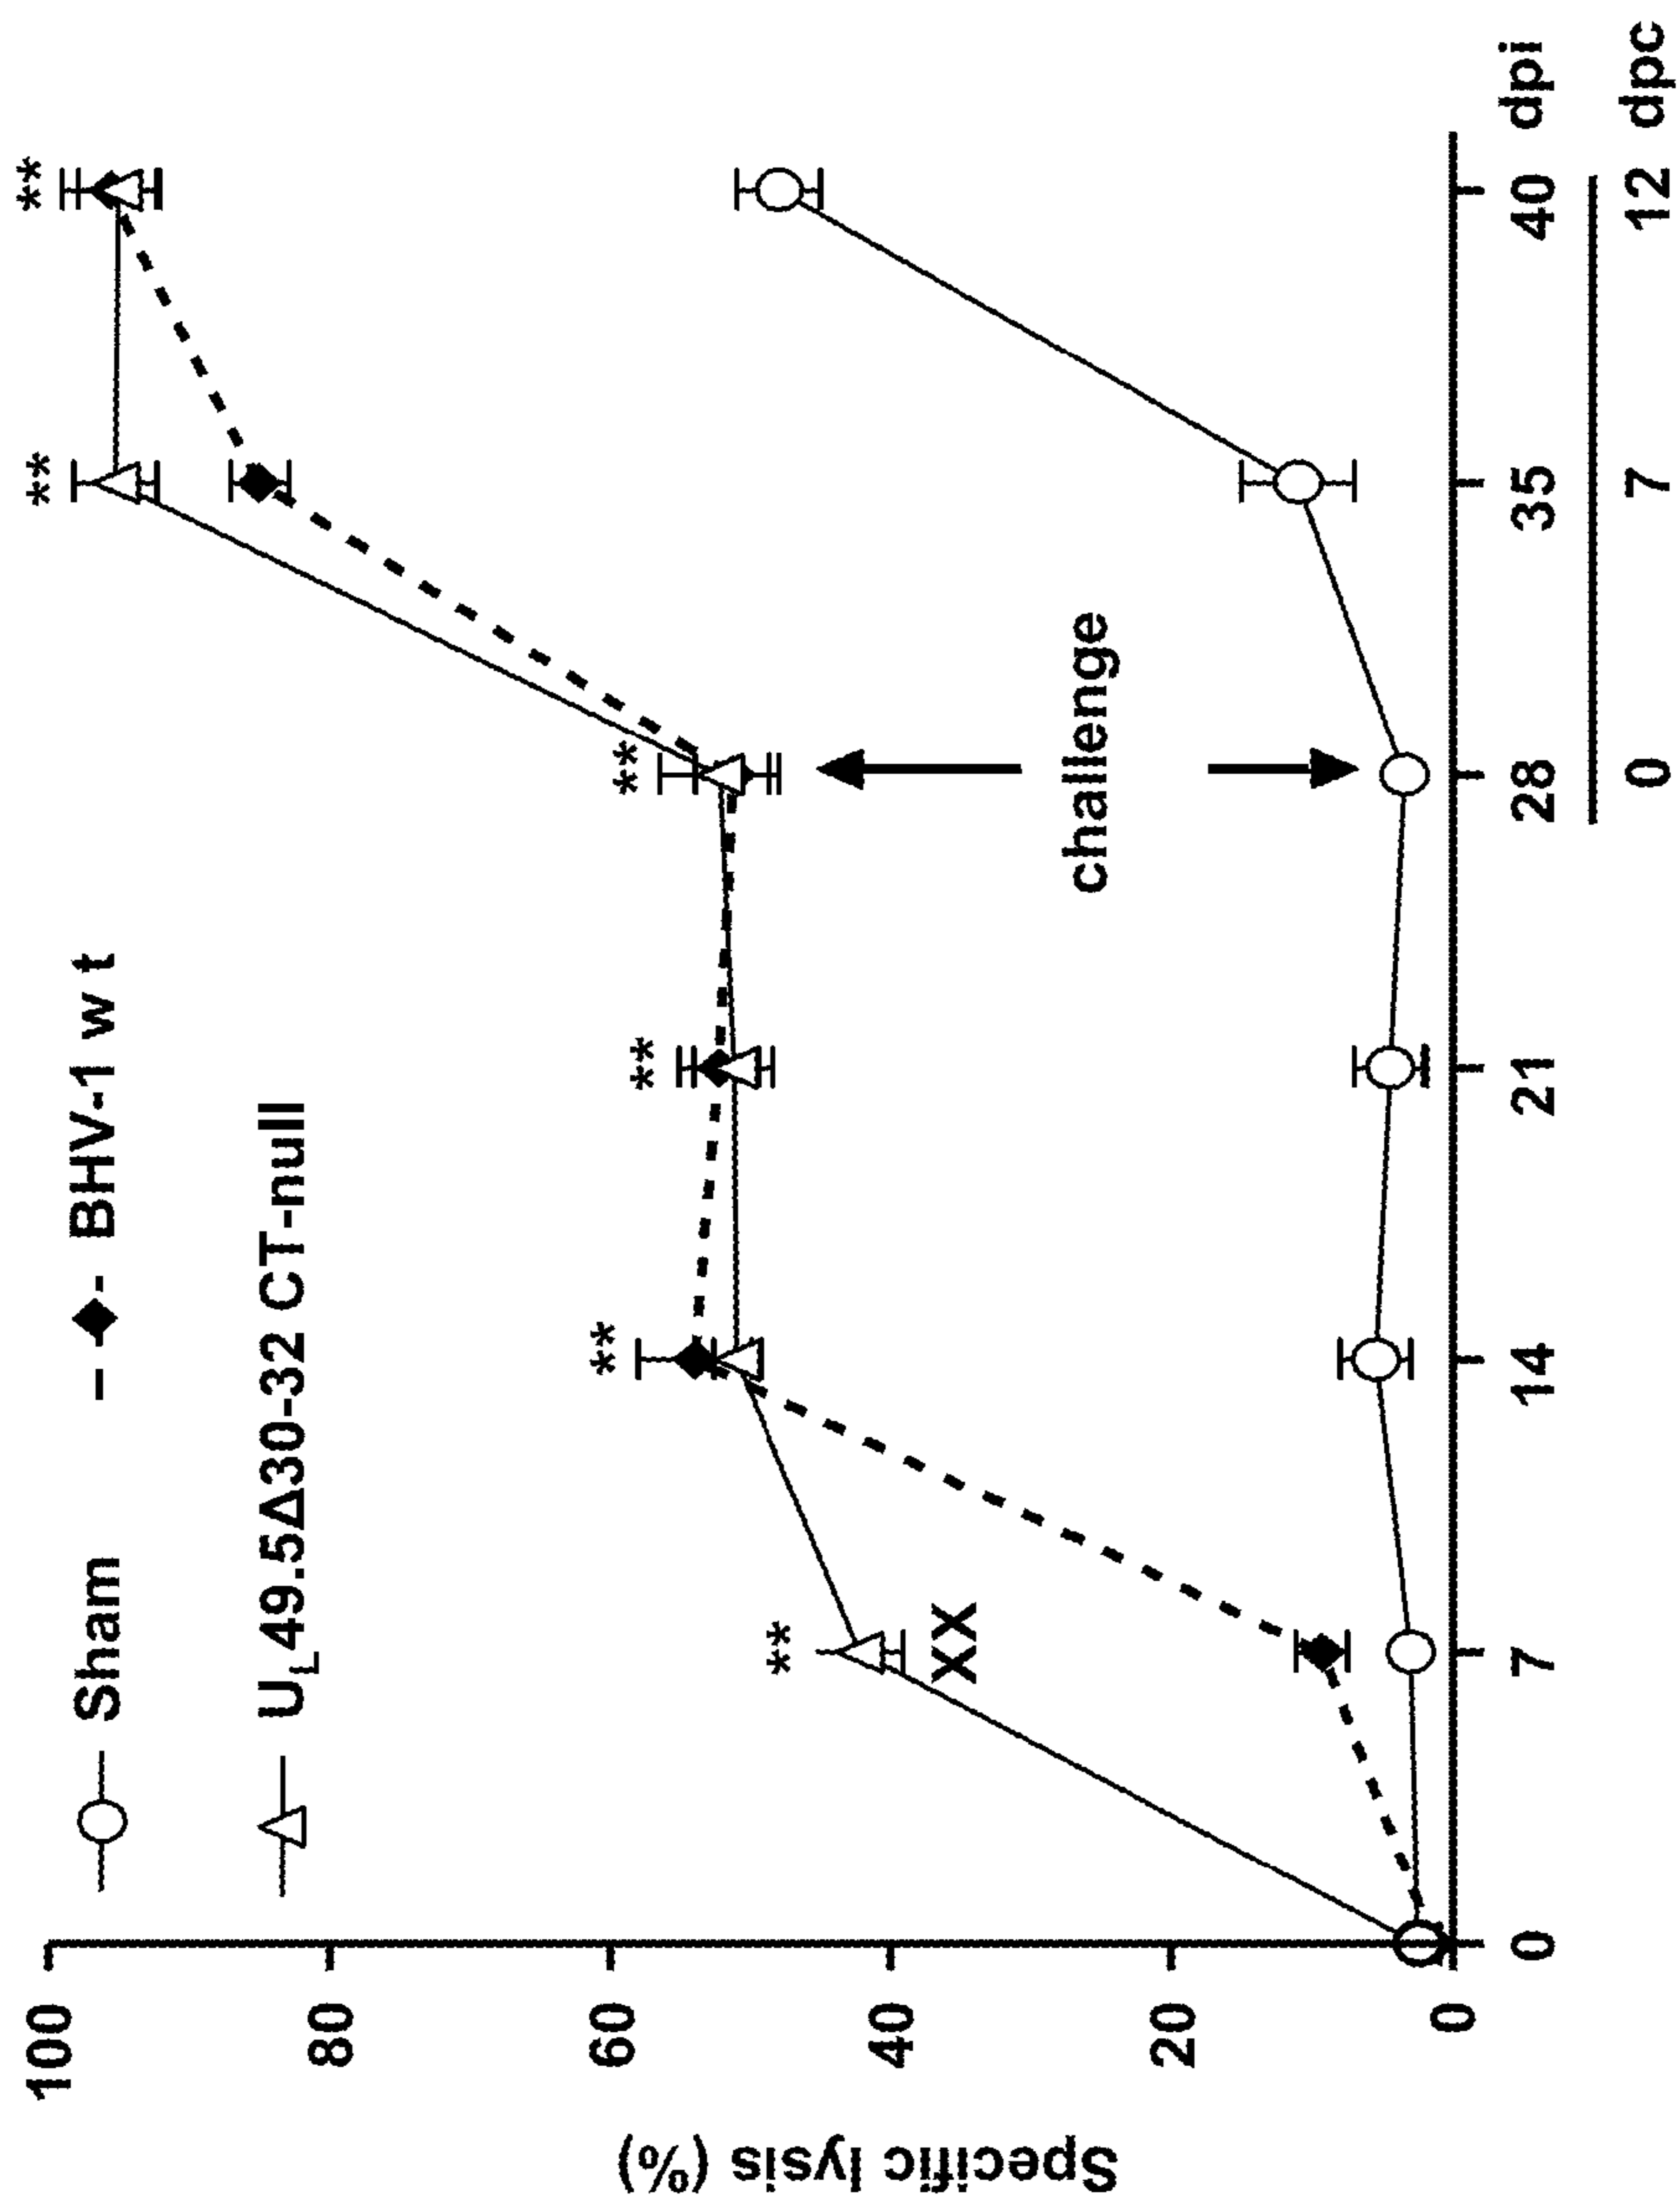 Sham
BHV-1 w t
UL49.5Δ30-32 CT-null
Specific lysis (%)
100
80
60
40
20
0
**
**
**
**
**
**
XX
challenge
0 7 14 21 28 35 40 dpi
0 7 12 dpc